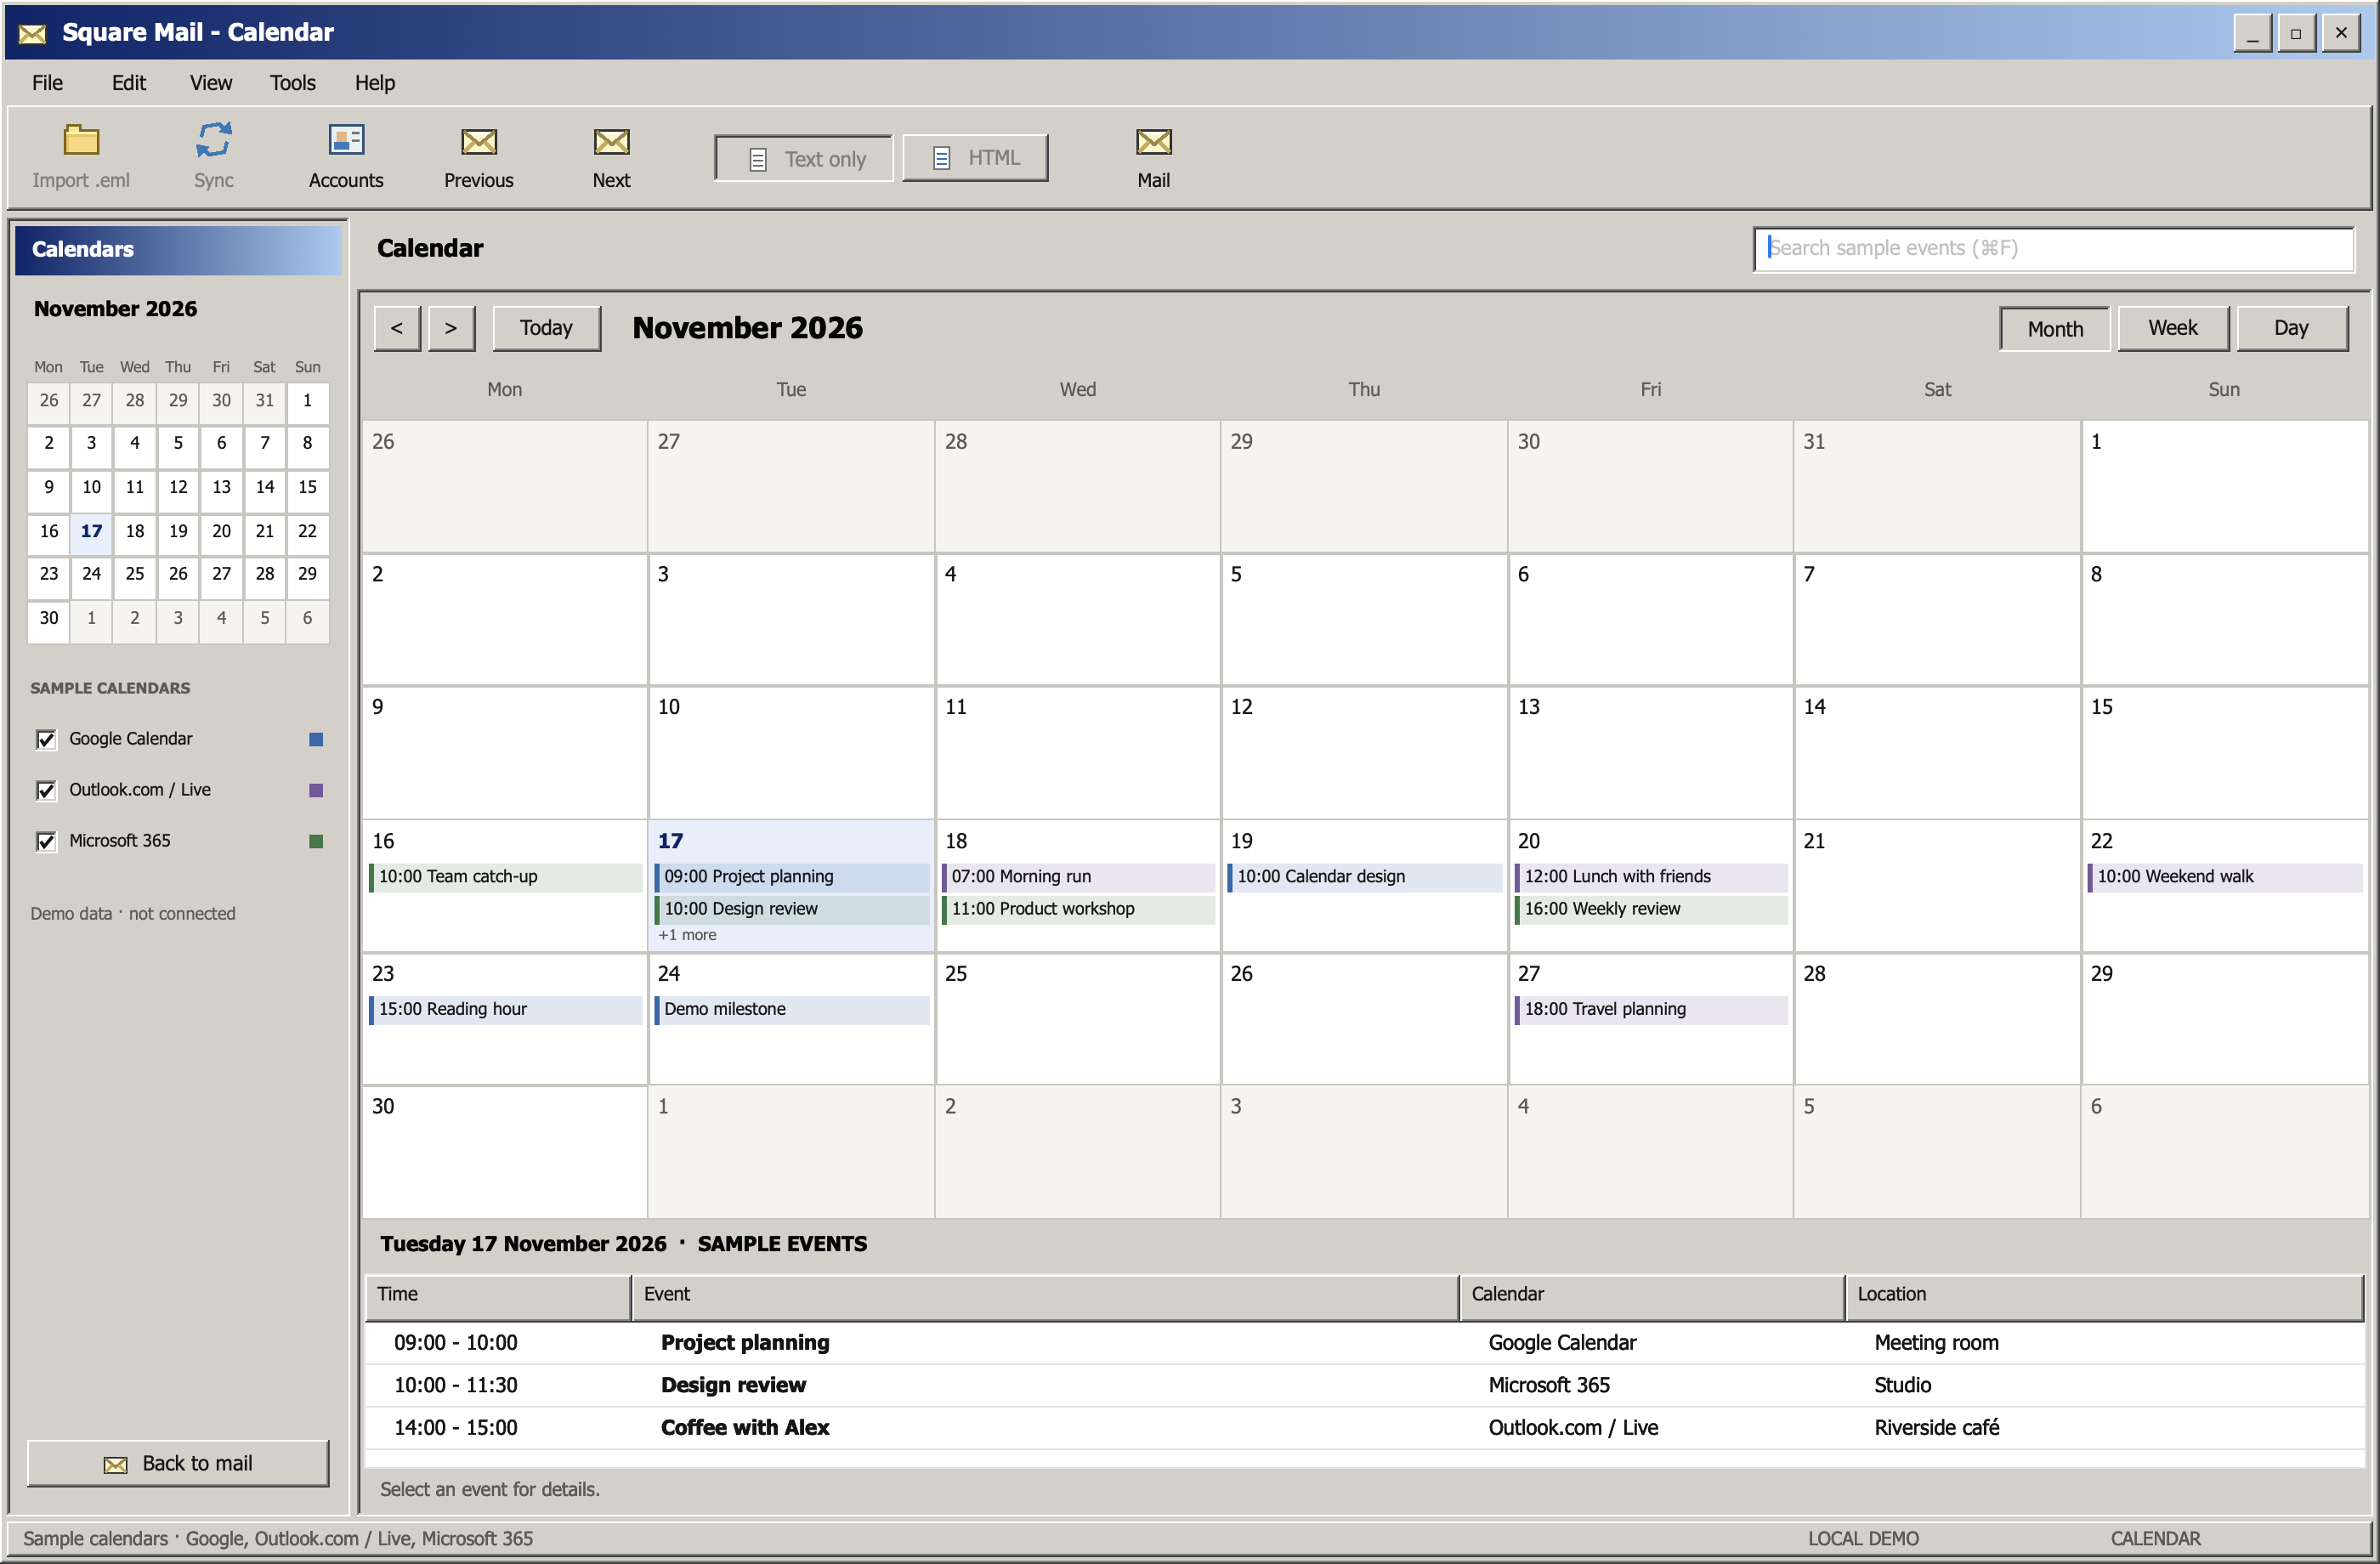 Square Mail - Calendar
_ □ ✕
File Edit View Tools Help
Import .eml Sync Accounts Previous Next Text only HTML Mail
Calendars
November 2026
Mon Tue Wed Thu Fri Sat Sun
26 27 28 29 30 31 1
2 3 4 5 6 7 8
9 10 11 12 13 14 15
16 17 18 19 20 21 22
23 24 25 26 27 28 29
30 1 2 3 4 5 6
SAMPLE CALENDARS
Google Calendar
Outlook.com / Live
Microsoft 365
Demo data · not connected
Back to mail
Calendar
Search sample events (⌘F)
< > Today November 2026 Month Week Day
Mon Tue Wed Thu Fri Sat Sun
26 27 28 29 30 31 1
2 3 4 5 6 7 8
9 10 11 12 13 14 15
16 17 18 19 20 21 22
10:00 Team catch-up 09:00 Project planning 07:00 Morning run 10:00 Calendar design 12:00 Lunch with friends 10:00 Weekend walk
10:00 Design review 11:00 Product workshop 16:00 Weekly review
+1 more
23 24 25 26 27 28 29
15:00 Reading hour Demo milestone 18:00 Travel planning
30 1 2 3 4 5 6
Tuesday 17 November 2026 · SAMPLE EVENTS
Time Event Calendar Location
09:00 - 10:00 Project planning Google Calendar Meeting room
10:00 - 11:30 Design review Microsoft 365 Studio
14:00 - 15:00 Coffee with Alex Outlook.com / Live Riverside café
Select an event for details.
Sample calendars · Google, Outlook.com / Live, Microsoft 365 LOCAL DEMO CALENDAR